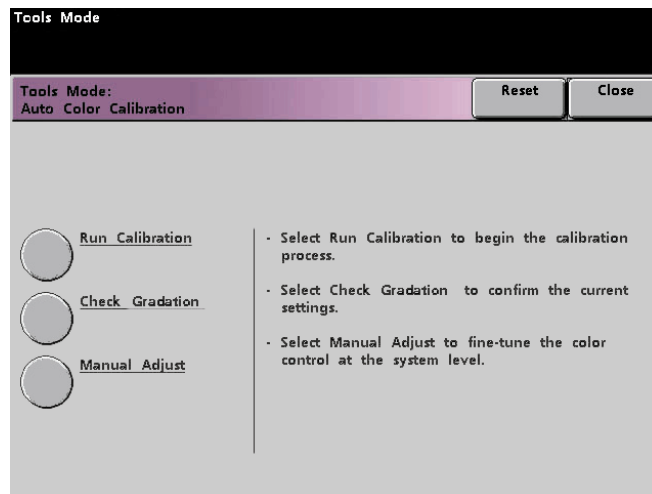 Tools Mode
Tools Mode:
Auto Color Calibration
Reset
Close
Run Calibration
Check Gradation
Manual Adjust
- Select Run Calibration to begin the calibration
process.
- Select Check Gradation to confirm the current
settings.
- Select Manual Adjust to fine-tune the color
control at the system level.